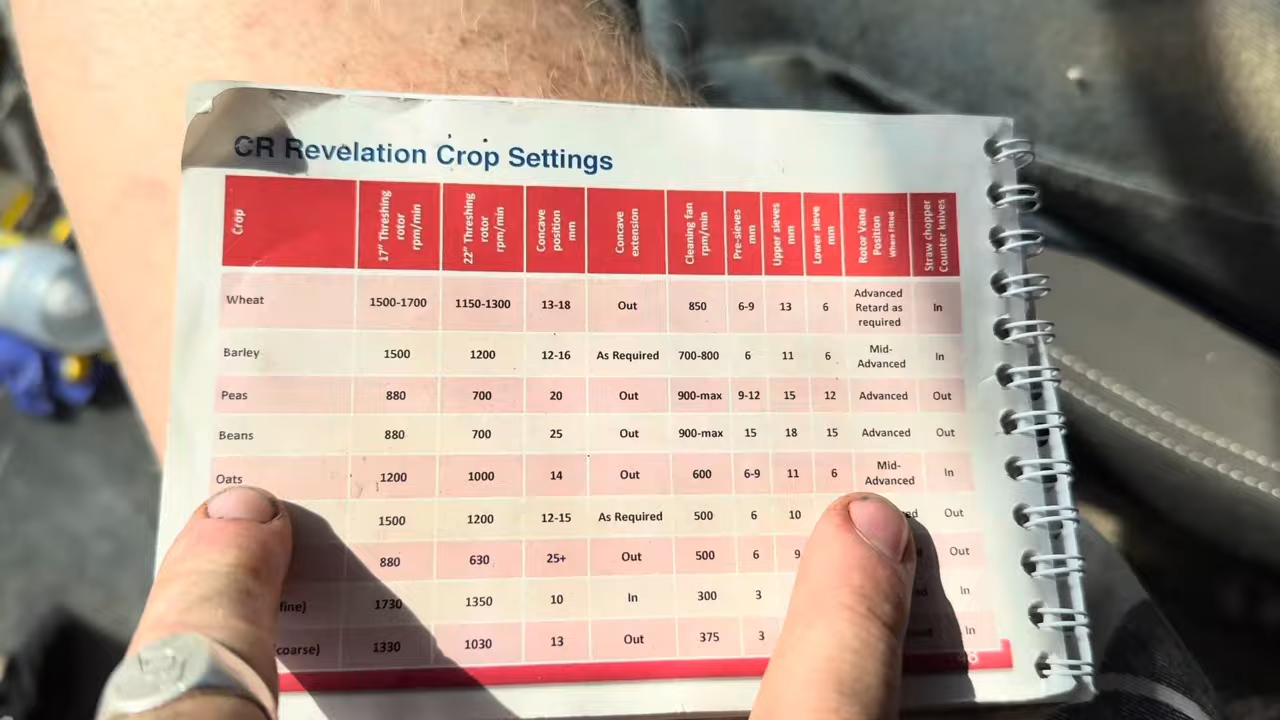 CR Revelation Crop Settings
Crop 17" Threshing rotor rpm/min 22" Threshing rotor rpm/min Concave position mm Concave extension Cleaning fan rpm/min Pre-sieves mm Upper sieves mm Lower sieve mm Rotor Vane Position Where Fitted Straw chopper Counter knives
Wheat 1500-1700 1150-1300 13-18 Out 850 6-9 13 6 Advanced Retard as required In
Barley 1500 1200 12-16 As Required 700-800 6 11 6 Mid-Advanced In
Peas 880 700 20 Out 900-max 9-12 15 12 Advanced Out
Beans 880 700 25 Out 900-max 15 18 15 Advanced Out
Oats 1200 1000 14 Out 600 6-9 11 6 Mid-Advanced In
1500 1200 12-15 As Required 500 6 10 Out
880 630 25+ Out 500 6 9 Out
fine) 1730 1350 10 In 300 3 In
(coarse) 1330 1030 13 Out 375 3 In